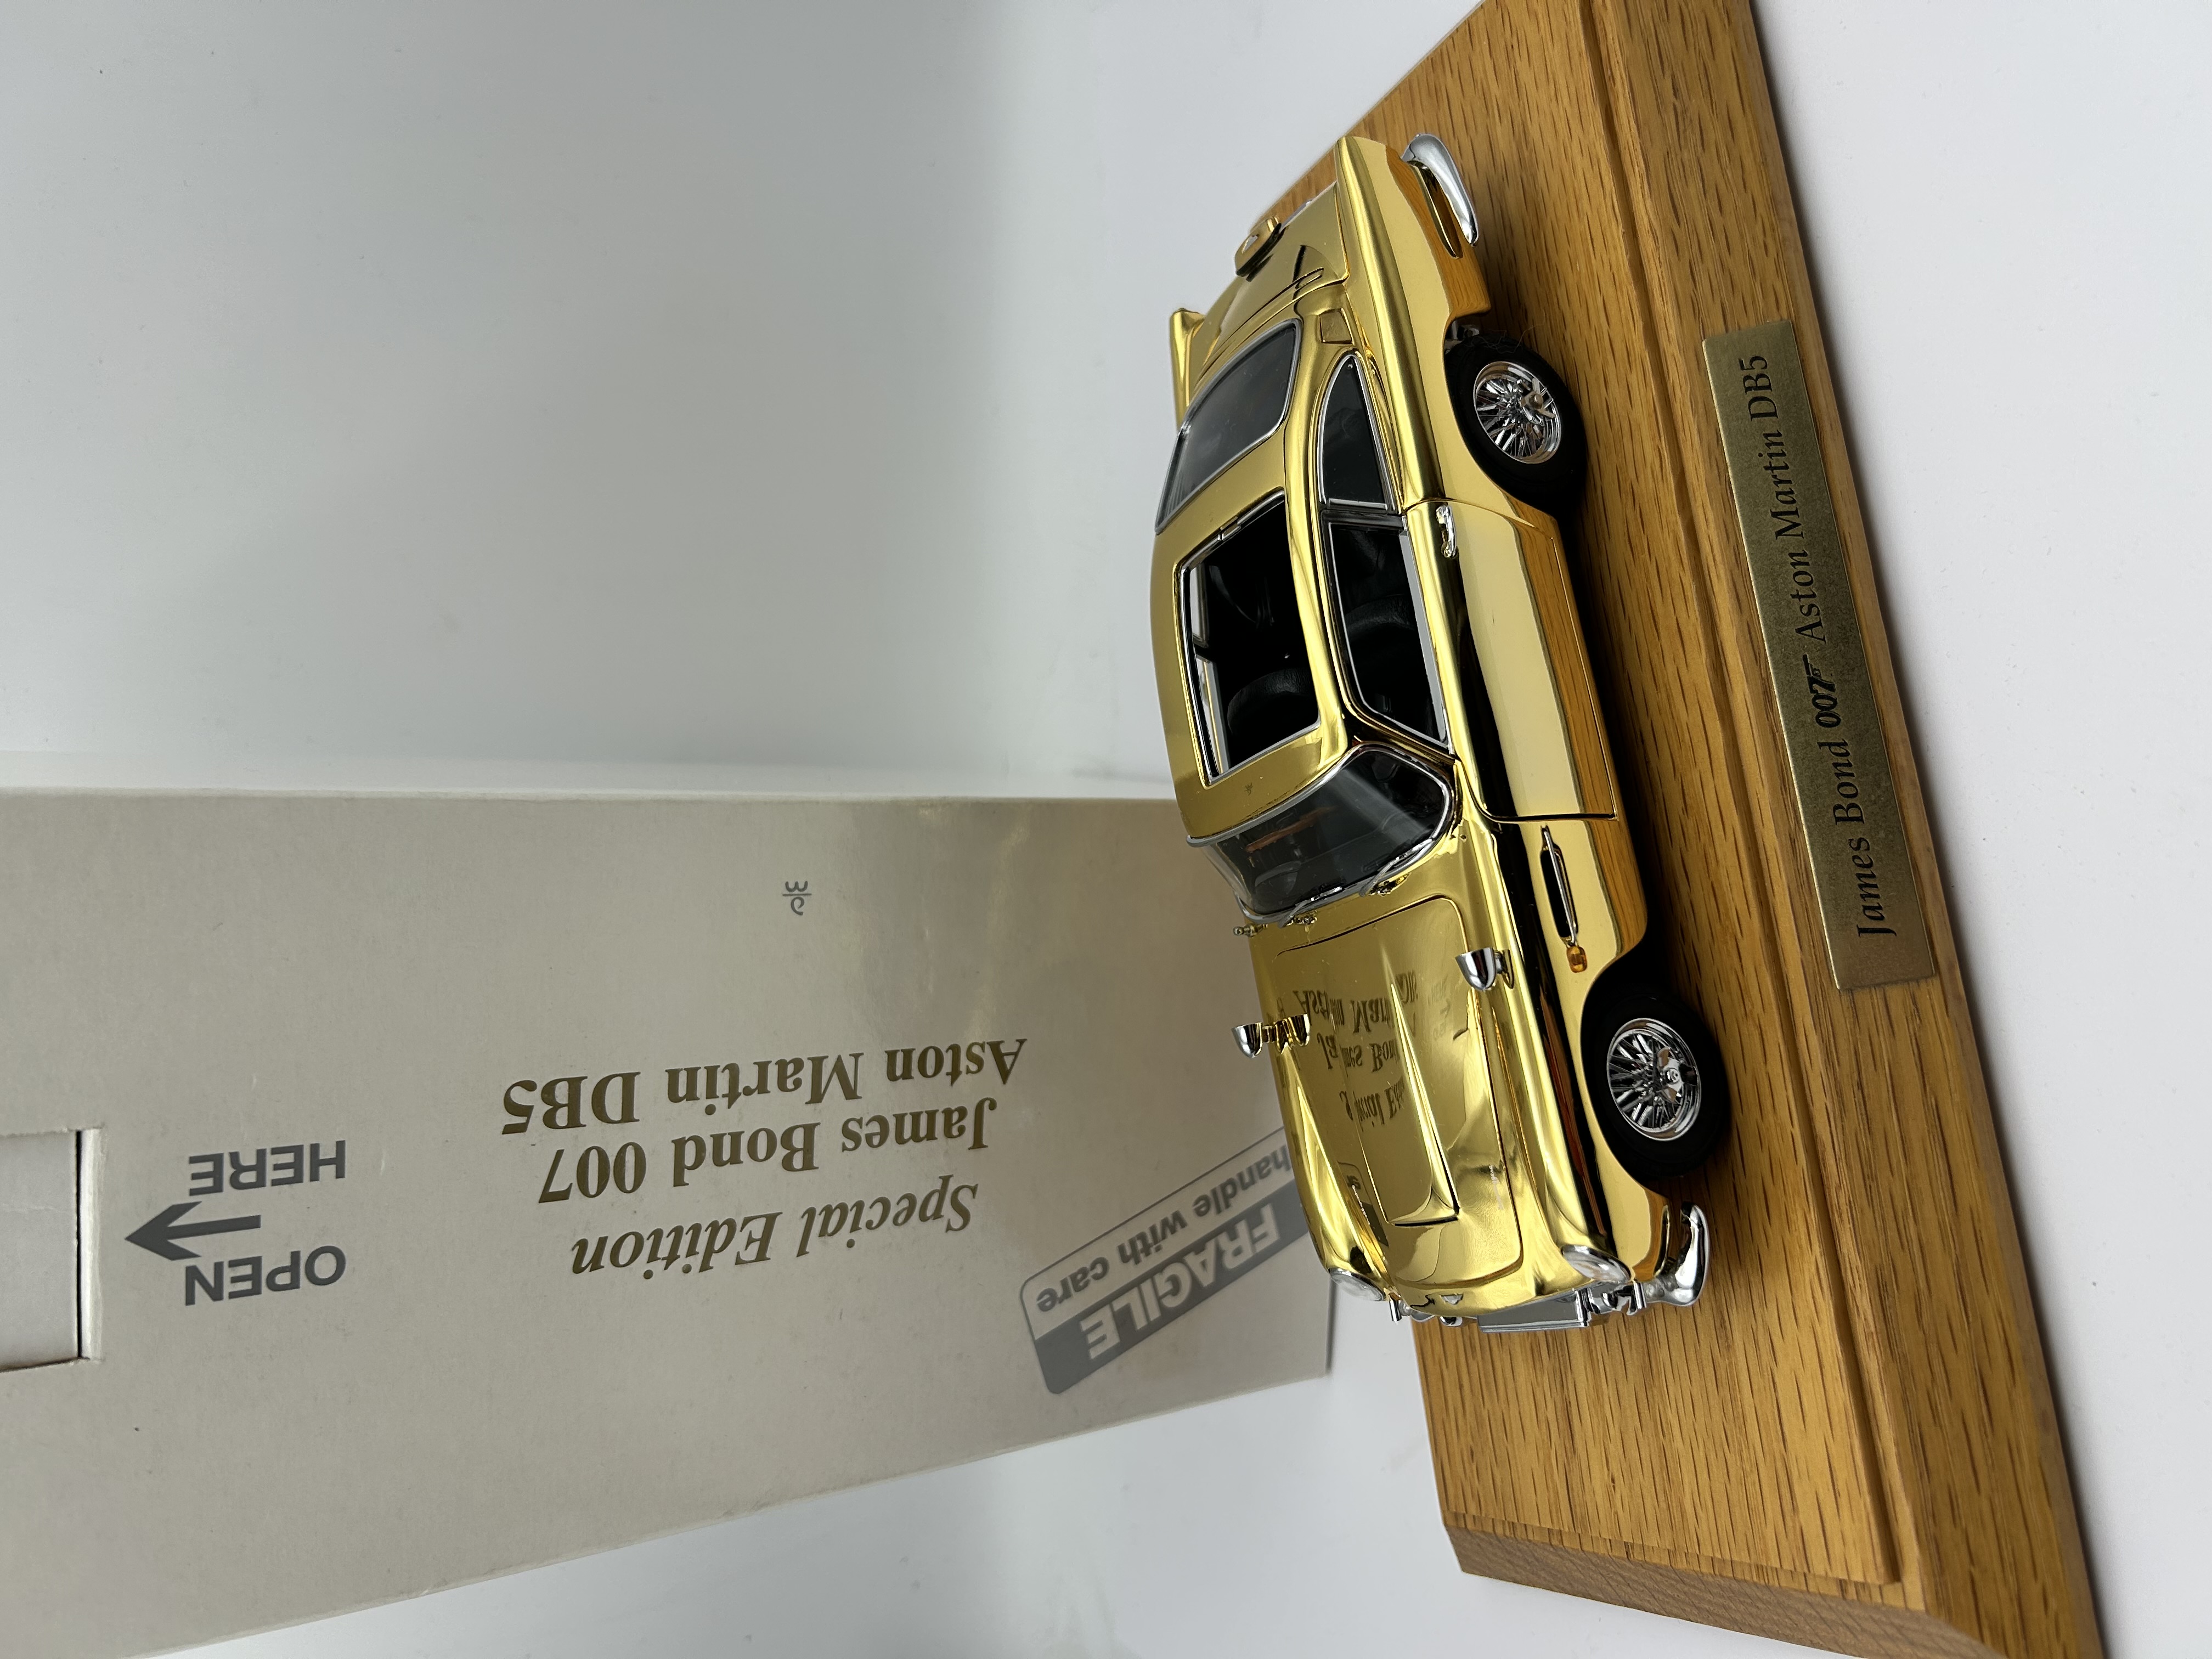 Special Edition
James Bond 007
Aston Martin DB5
OPEN
HERE
FRAGILE
handle with care
James Bond 007 Aston Martin DB5